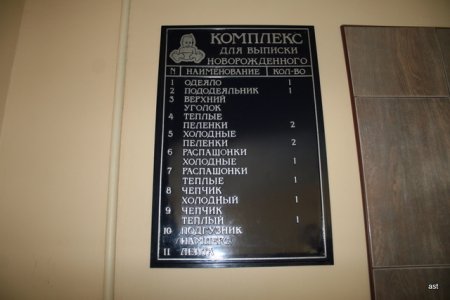 КОМПЛЕКС
ДЛЯ ВЫПИСКИ
НОВОРОЖДЕННОГО
N НАИМЕНОВАНИЕ КОЛ-ВО
1 ОДЕЯЛО 1
2 ПОДОДЕЯЛЬНИК 1
3 ВЕРХНИЙ
УГОЛОК
4 ТЕПЛЫЕ
ПЕЛЕНКИ 2
5 ХОЛОДНЫЕ
ПЕЛЕНКИ 2
6 РАСПАШОНКИ
ХОЛОДНЫЕ 1
7 РАСПАШОНКИ
ТЕПЛЫЕ 1
8 ЧЕПЧИК
ХОЛОДНЫЙ 1
9 ЧЕПЧИК
ТЕПЛЫЙ 1
10 ПОДГУЗНИК
11
ast